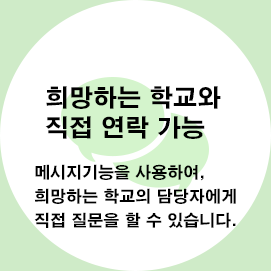 희망하는 학교와
직접 연락 가능
메시지기능을 사용하여,
희망하는 학교의 담당자에게
직접 질문을 할 수 있습니다.